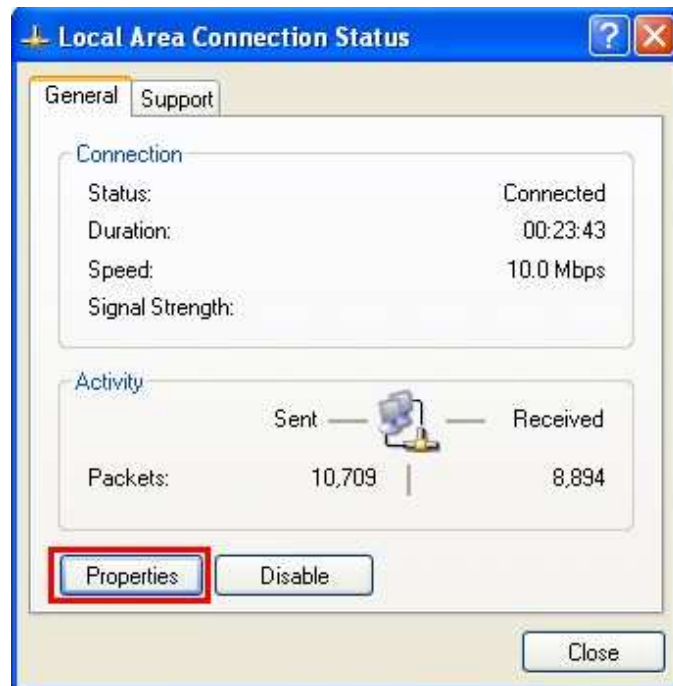 Local Area Connection Status
General Support
Connection
Status: Connected
Duration: 00:23:43
Speed: 10.0 Mbps
Signal Strength:
Activity
Sent Received
Packets: 10,709 8,894
Properties Disable
Close